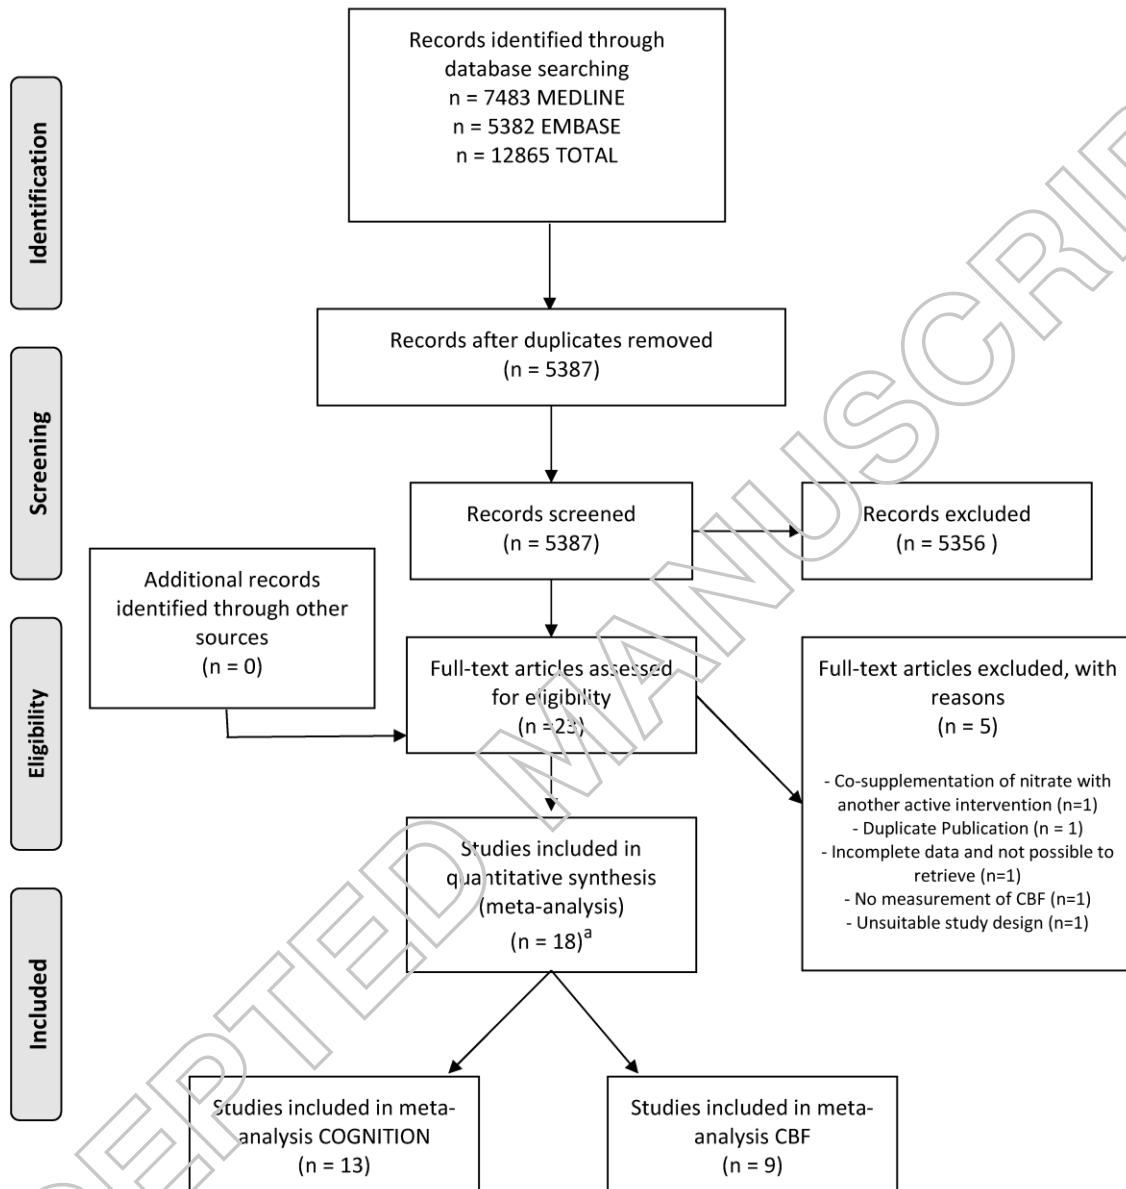 Records identified through
database searching
n = 7483 MEDLINE
n = 5382 EMBASE
n = 12865 TOTAL
Identification
Records after duplicates removed
(n = 5387)
Screening
Records screened
(n = 5387)
Records excluded
(n = 5356 )
Additional records
identified through other
sources
(n = 0)
Eligibility
Full-text articles assessed
for eligibility
(n =23)
Full-text articles excluded, with
reasons
(n = 5)
- Co-supplementation of nitrate with
another active intervention (n=1)
- Duplicate Publication (n = 1)
- Incomplete data and not possible to
retrieve (n=1)
- No measurement of CBF (n=1)
- Unsuitable study design (n=1)
Studies included in
quantitative synthesis
(meta-analysis)
(n = 18)a
Included
Studies included in meta-
analysis COGNITION
(n = 13)
Studies included in meta-
analysis CBF
(n = 9)